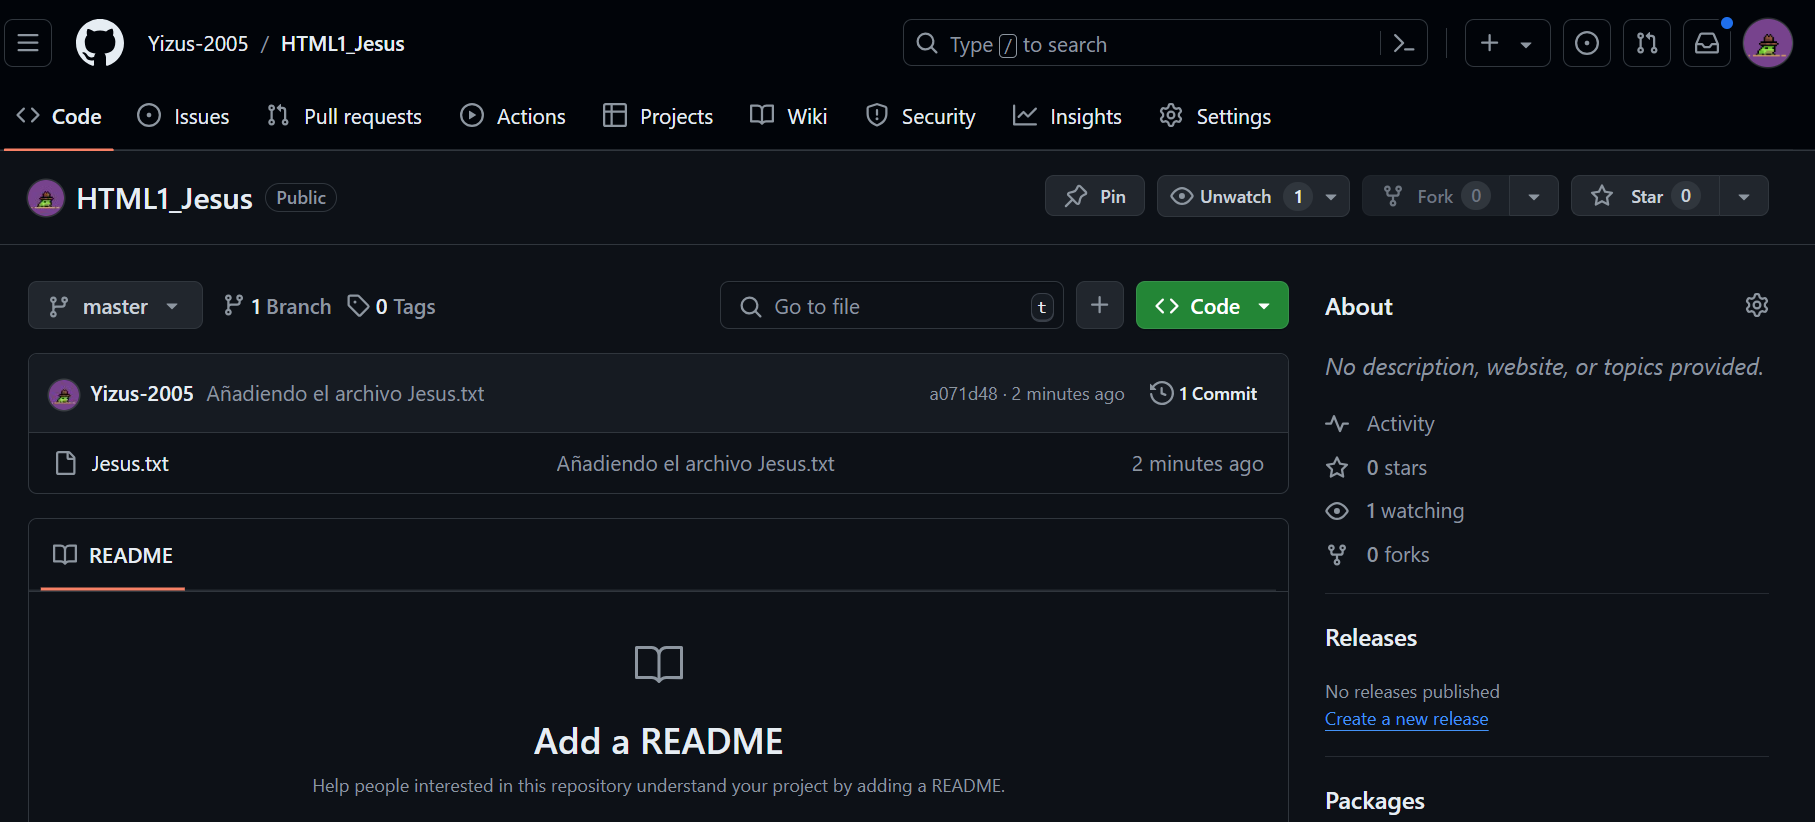 Yizus-2005 / HTML1_Jesus
Type / to search
Code Issues Pull requests Actions Projects Wiki Security Insights Settings
HTML1_Jesus Public
Pin Unwatch 1 Fork 0 Star 0
master 1 Branch 0 Tags
Go to file t
Code
Yizus-2005 Añadiendo el archivo Jesus.txt a071d48 · 2 minutes ago 1 Commit
Jesus.txt Añadiendo el archivo Jesus.txt 2 minutes ago
README
Add a README
Help people interested in this repository understand your project by adding a README.
About
No description, website, or topics provided.
Activity
0 stars
1 watching
0 forks
Releases
No releases published
Create a new release
Packages